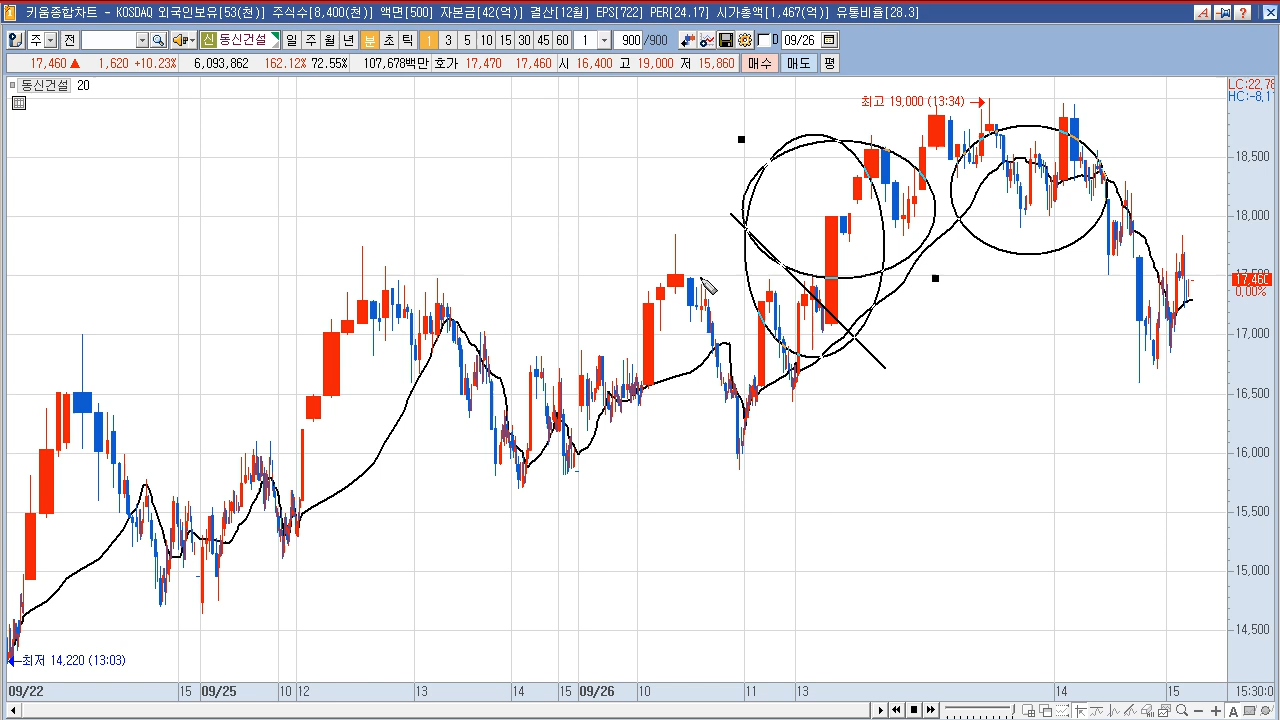 키움종합차트 - KOSDAQ 외국인보유[53(천)] 주식수[8,400(천)] 액면[500] 자본금[42(억)] 결산[12월] EPS[722] PER[24.17] 시가총액[1,467(억)] 유통비율[28.3]
주 전 신 동신건설 일 주 월 년 분 초 틱 1 3 5 10 15 30 45 60 1 900 /900 D 09/26
17,460 ▲ 1,620 +10.23% 6,093,862 162.12% 72.55% 107,678백만 호가 17,470 17,460 시 16,400 고 19,000 저 15,860 매수 매도 평
동신건설 20
LC:22,78
HC:-8,11
최고 19,000 (13:34)
18,500
18,000
17,460
0.00%
17,000
16,500
16,000
15,500
15,000
14,500
최저 14,220 (13:03)
09/22 15 09/25 10 12 13 14 15 09/26 10 11 13 14 15 15:30:0
A